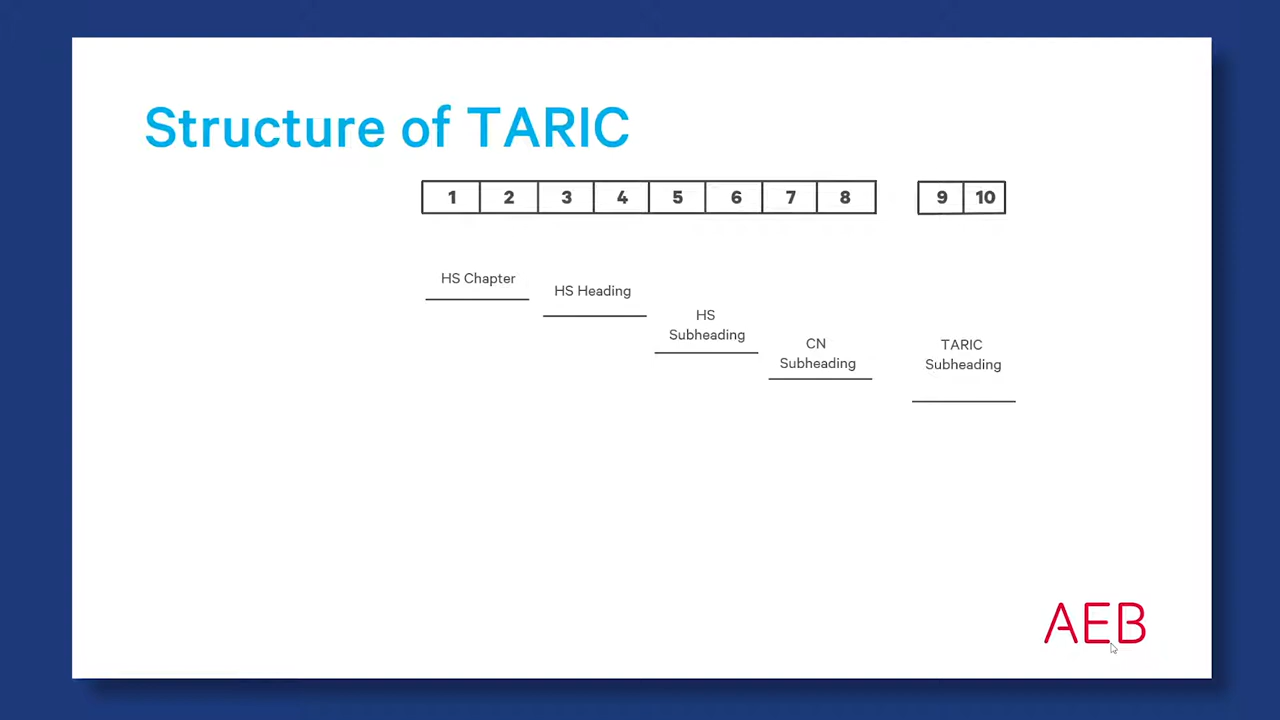 Structure of TARIC
1 2 3 4 5 6 7 8 9 10
HS Chapter
HS Heading
HS
Subheading
CN
Subheading
TARIC
Subheading
AEB